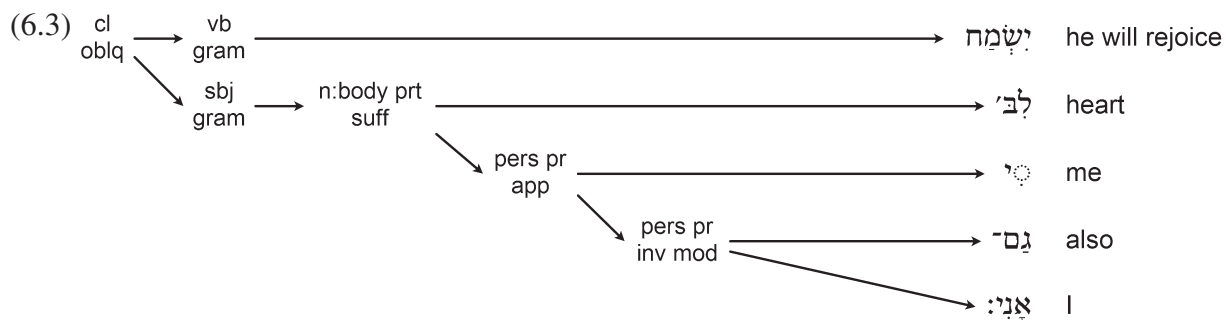 (6.3) cl vb יִשְׂמַח he will rejoice
oblq gram
sbj n:body prt לִבִּ׳ heart
gram suff
pers pr ִי me
app
pers pr גַם־ also
inv mod
אָנִי׃ I